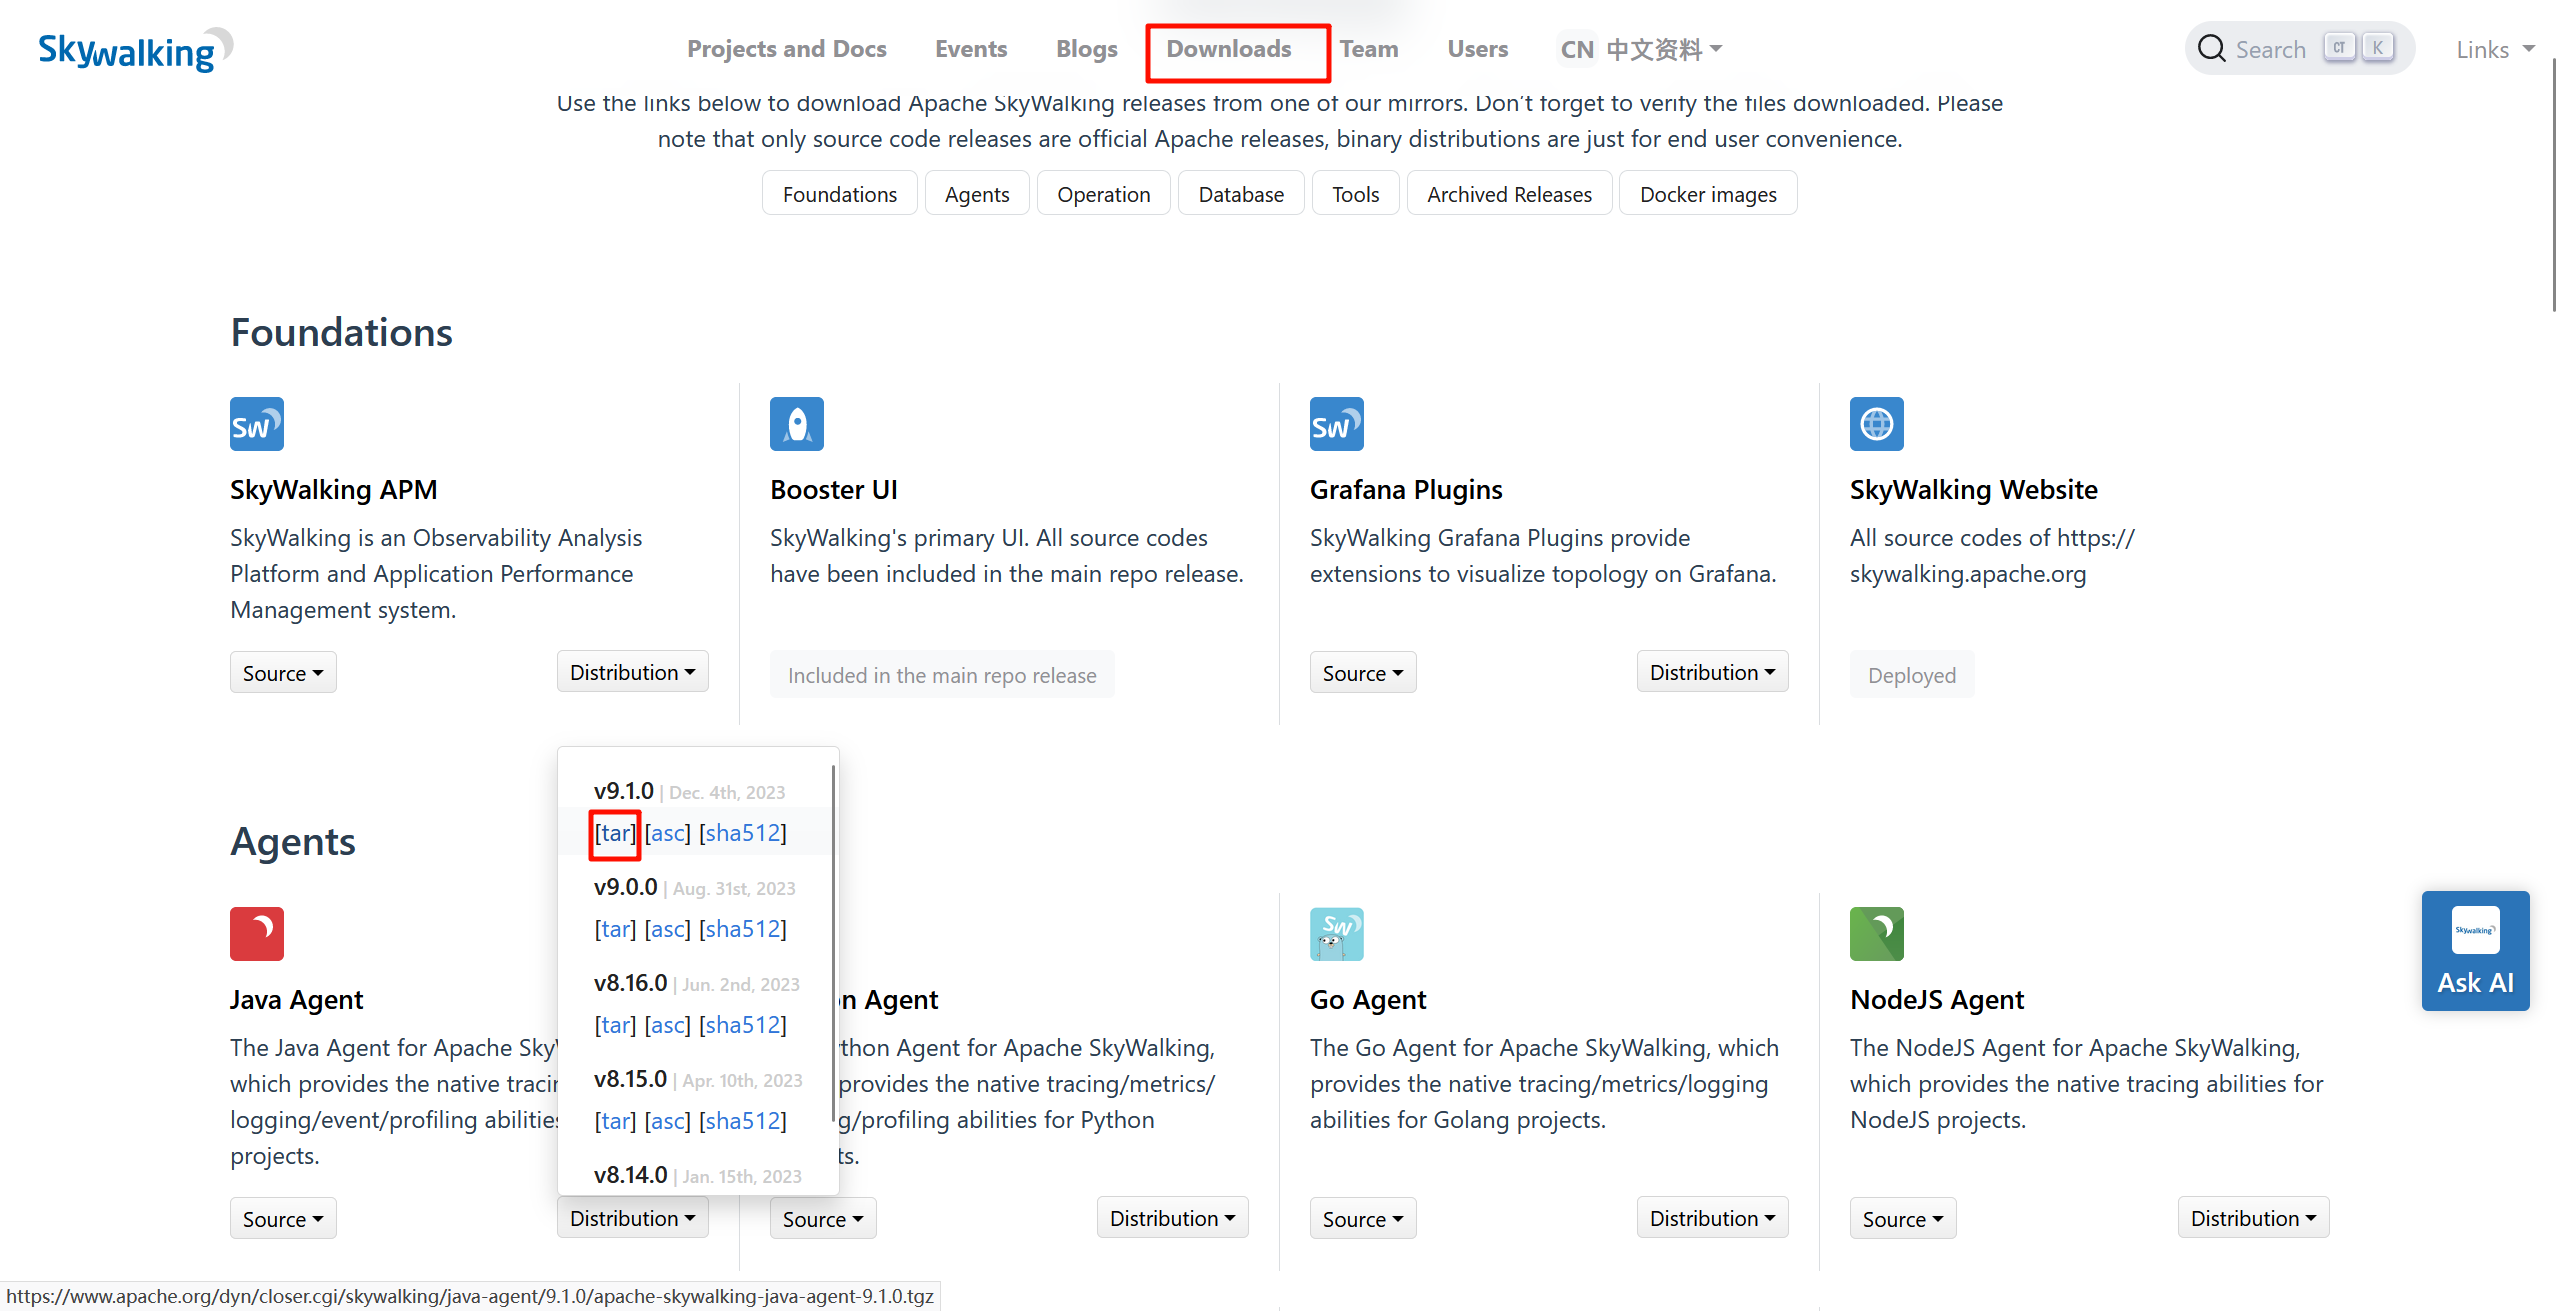 Skywalking
Projects and Docs Events Blogs Downloads Team Users CN 中文资料 Search CT K Links
Use the links below to download Apache SkyWalking releases from one of our mirrors. Don't forget to verify the files downloaded. Please
note that only source code releases are official Apache releases, binary distributions are just for end user convenience.
Foundations Agents Operation Database Tools Archived Releases Docker images
Foundations
SW
SkyWalking APM
SkyWalking is an Observability Analysis
Platform and Application Performance
Management system.
Source Distribution
Booster UI
SkyWalking's primary UI. All source codes
have been included in the main repo release.
Included in the main repo release
SW
Grafana Plugins
SkyWalking Grafana Plugins provide
extensions to visualize topology on Grafana.
Source Distribution
SkyWalking Website
All source codes of https://
skywalking.apache.org
Deployed
Agents
v9.1.0 | Dec. 4th, 2023
[tar] [asc] [sha512]
v9.0.0 | Aug. 31st, 2023
[tar] [asc] [sha512]
v8.16.0 | Jun. 2nd, 2023
[tar] [asc] [sha512]
v8.15.0 | Apr. 10th, 2023
[tar] [asc] [sha512]
v8.14.0 | Jan. 15th, 2023
Java Agent
The Java Agent for Apache Sky
which provides the native
logging/event/profiling
projects.
Source Distribution
n Agent
thon Agent for Apache SkyWalking,
provides the native tracing/metrics/
g/profiling abilities for Python
ts.
Source Distribution
SW
Go Agent
The Go Agent for Apache SkyWalking, which
provides the native tracing/metrics/logging
abilities for Golang projects.
Source Distribution
NodeJS Agent
The NodeJS Agent for Apache SkyWalking,
which provides the native tracing abilities for
NodeJS projects.
Source Distribution
Skywalking
Ask AI
https://www.apache.org/dyn/closer.cgi/skywalking/java-agent/9.1.0/apache-skywalking-java-agent-9.1.0.tgz